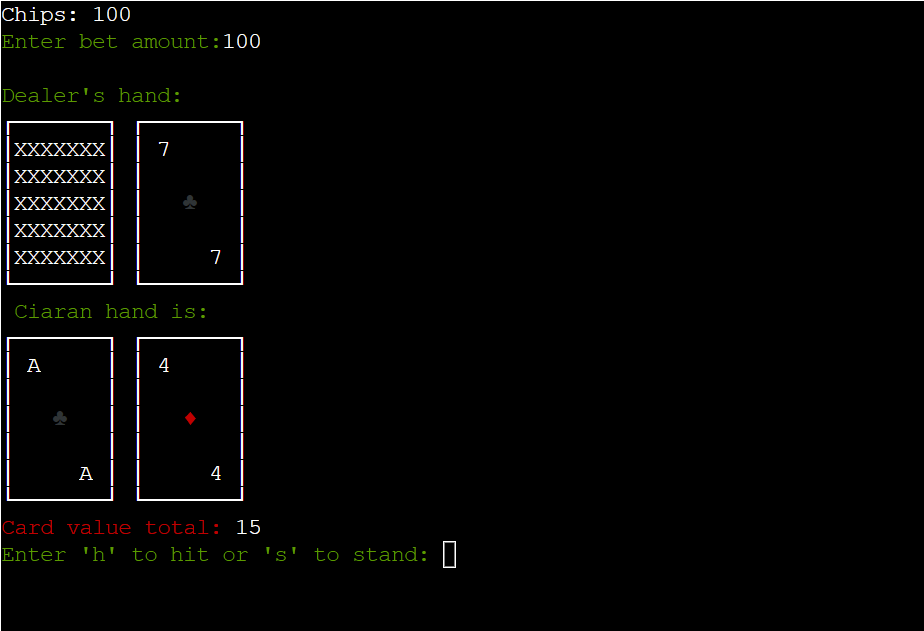 Chips: 100
Enter bet amount:100
Dealer's hand:
XXXXXXX 7
XXXXXXX
XXXXXXX ♣
XXXXXXX
XXXXXXX 7
Ciaran hand is:
A 4
♣ ♦
A 4
Card value total: 15
Enter 'h' to hit or 's' to stand: